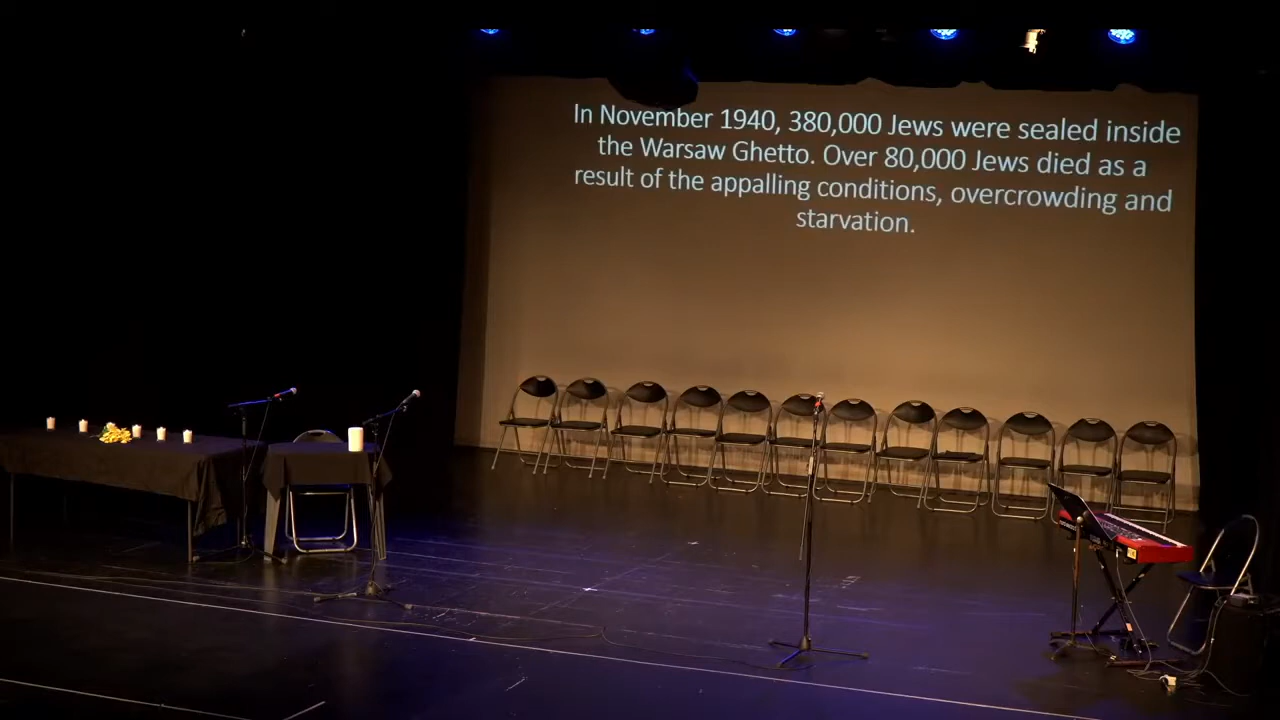 In November 1940, 380,000 Jews were sealed inside
the Warsaw Ghetto. Over 80,000 Jews died as a
result of the appalling conditions, overcrowding and
starvation.